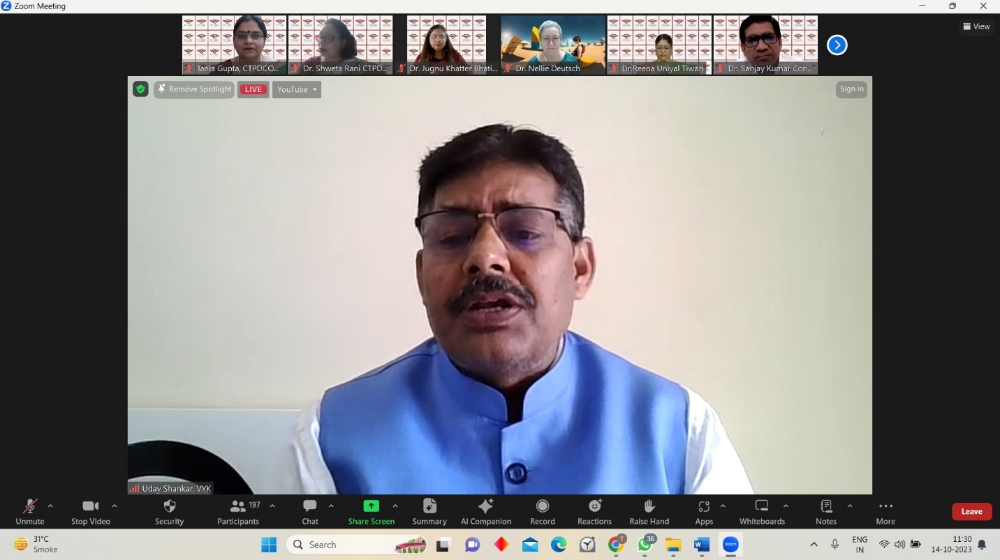 Zoom Meeting
View
Tania Gupta, CTPDCO...
Dr. Shweta Rani CTPD...
Dr. Jugnu Khatter Bhati...
Dr. Nellie Deutsch
Dr.Reena Uniyal Tiwari
Dr. Sanjay Kumar Con...
Remove Spotlight
LIVE
YouTube
Sign in
Uday Shankar, VYK
197
Unmute
Stop Video
Security
Participants
Chat
Share Screen
Summary
AI Companion
Record
Reactions
Raise Hand
Apps
Whiteboards
Notes
More
Leave
31°C
Smoke
Search
T
36
W
zoom
ENG
IN
11:30
14-10-2023